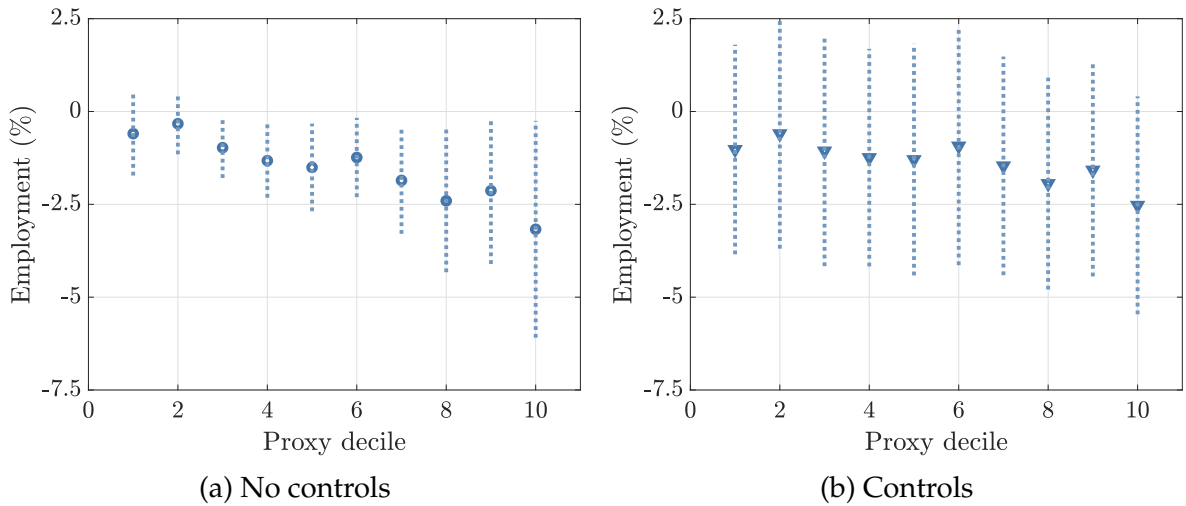 2.5
0
-2.5
-5
-7.5
Employment (%)
0 2 4 6 8 10
Proxy decile
(a) No controls
2.5
0
-2.5
-5
-7.5
Employment (%)
0 2 4 6 8 10
Proxy decile
(b) Controls